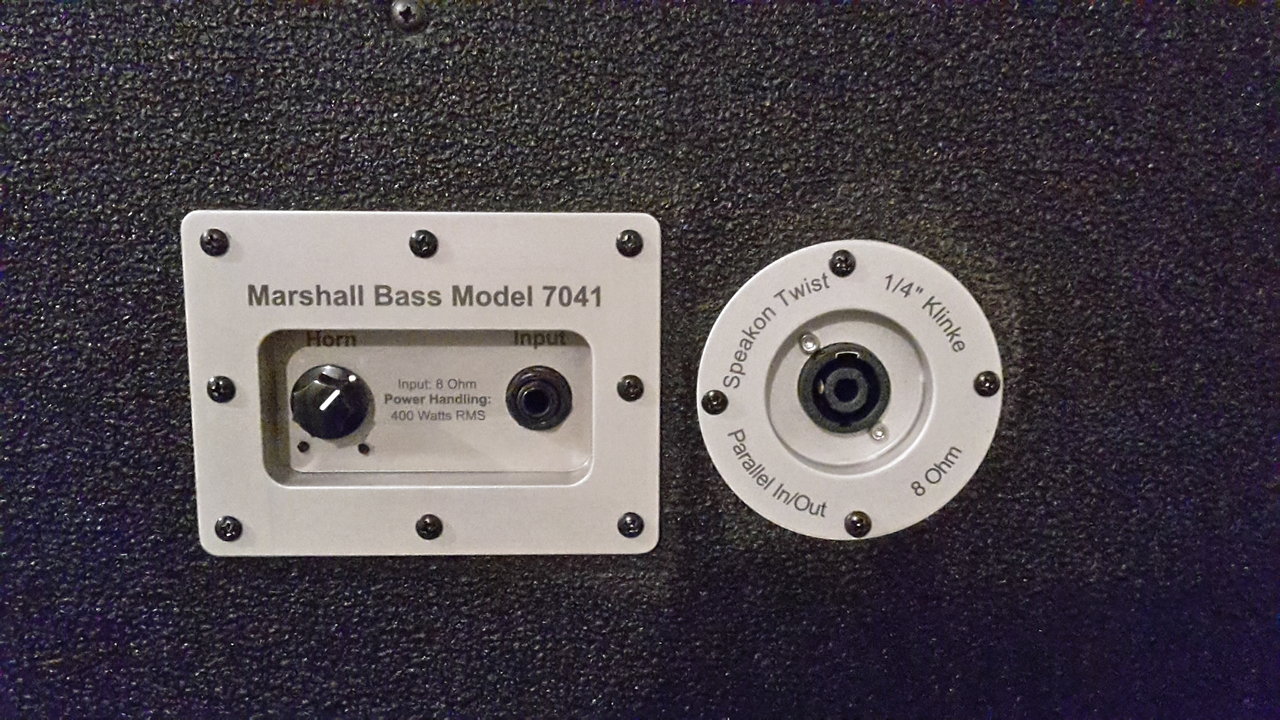 Marshall Bass Model 7041
Horn
Input
Input: 8 Ohm
Power Handling:
400 Watts RMS
Speakon Twist
1/4" Klinke
Parallel In/Out
8 Ohm